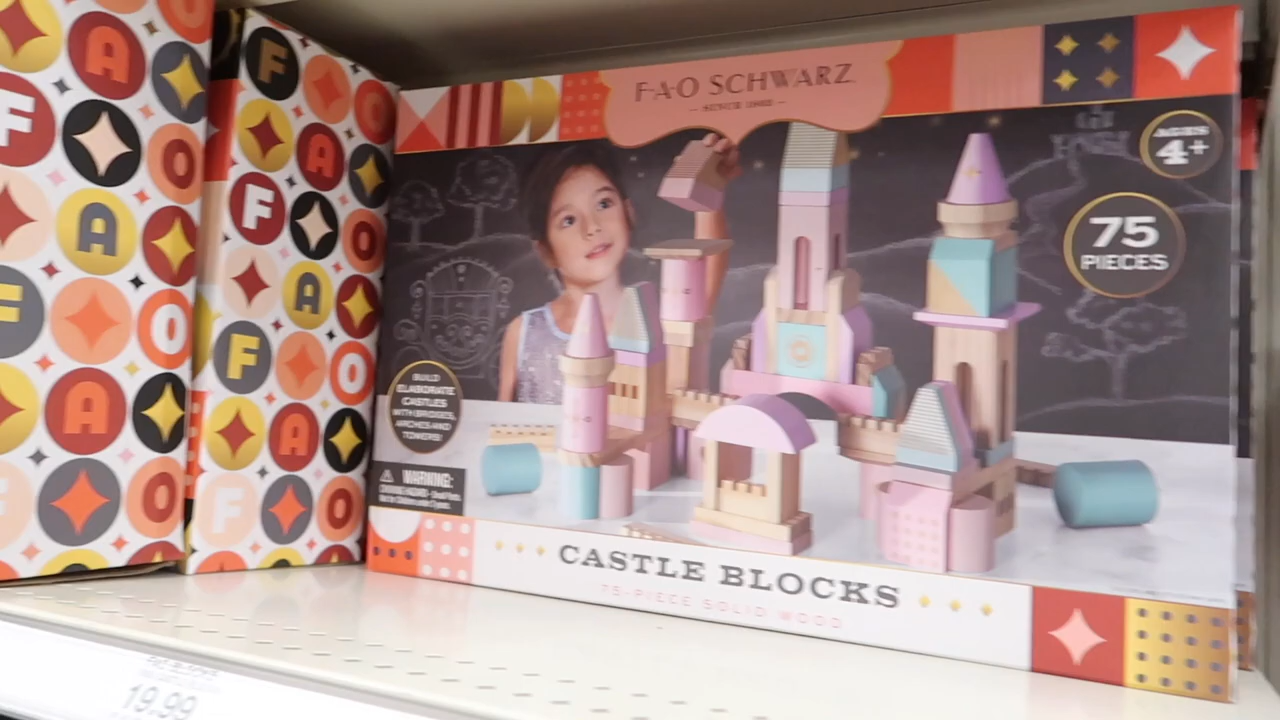 F·A·O SCHWARZ
— SINCE 1862 —
AGES
4+
75
PIECES
BUILD
ELABORATE
CASTLES
WITH BRIDGES,
ARCHES AND
TOWERS!
WARNING:
CASTLE BLOCKS
75-PIECE SOLID WOOD
19.99
F
A
O
F
A
O
F
A
O
F
A
O
A
F
A
O
F
A
O
F
A
O
F
O